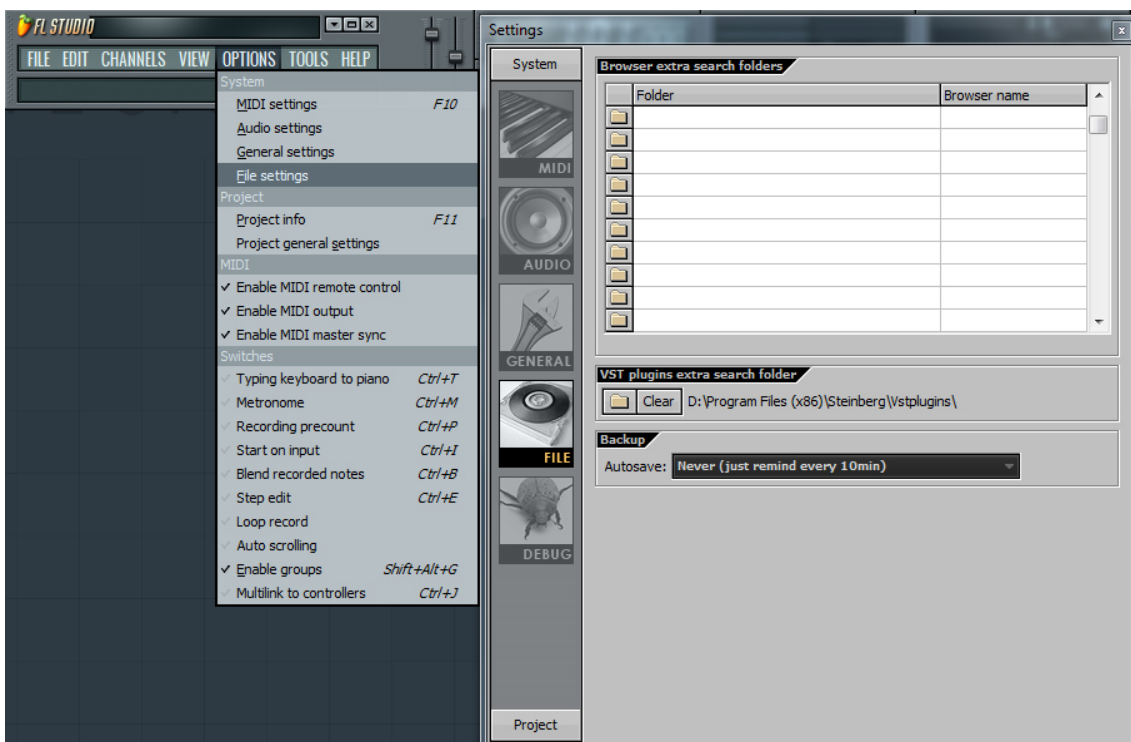 FL STUDIO
FILE EDIT CHANNELS VIEW OPTIONS TOOLS HELP
System
MIDI settings F10
Audio settings
General settings
File settings
Project
Project info F11
Project general settings
MIDI
Enable MIDI remote control
Enable MIDI output
Enable MIDI master sync
Switches
Typing keyboard to piano Ctrl+T
Metronome Ctrl+M
Recording precount Ctrl+P
Start on input Ctrl+I
Blend recorded notes Ctrl+B
Step edit Ctrl+E
Loop record
Auto scrolling
Enable groups Shift+Alt+G
Multilink to controllers Ctrl+J
Settings
System
MIDI
AUDIO
GENERAL
FILE
DEBUG
Project
Browser extra search folders
Folder Browser name
VST plugins extra search folder
Clear D:\Program Files (x86)\Steinberg\Vstplugins\
Backup
Autosave: Never (just remind every 10min)